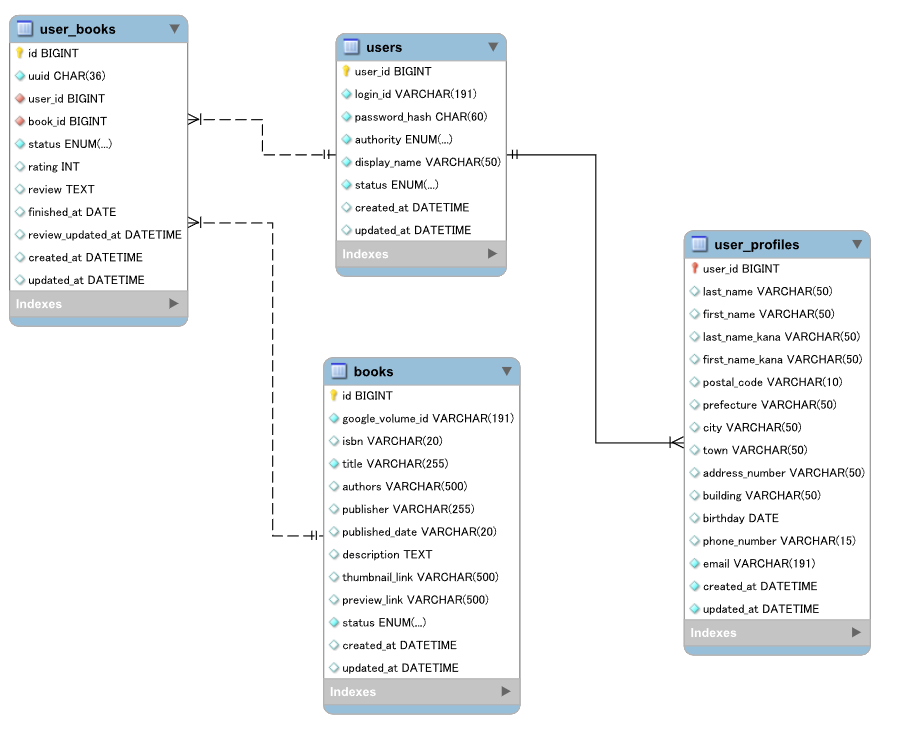 user_books
id BIGINT
uuid CHAR(36)
user_id BIGINT
book_id BIGINT
status ENUM(...)
rating INT
review TEXT
finished_at DATE
review_updated_at DATETIME
created_at DATETIME
updated_at DATETIME
Indexes
users
user_id BIGINT
login_id VARCHAR(191)
password_hash CHAR(60)
authority ENUM(...)
display_name VARCHAR(50)
status ENUM(...)
created_at DATETIME
updated_at DATETIME
Indexes
books
id BIGINT
google_volume_id VARCHAR(191)
isbn VARCHAR(20)
title VARCHAR(255)
authors VARCHAR(500)
publisher VARCHAR(255)
published_date VARCHAR(20)
description TEXT
thumbnail_link VARCHAR(500)
preview_link VARCHAR(500)
status ENUM(...)
created_at DATETIME
updated_at DATETIME
Indexes
user_profiles
user_id BIGINT
last_name VARCHAR(50)
first_name VARCHAR(50)
last_name_kana VARCHAR(50)
first_name_kana VARCHAR(50)
postal_code VARCHAR(10)
prefecture VARCHAR(50)
city VARCHAR(50)
town VARCHAR(50)
address_number VARCHAR(50)
building VARCHAR(50)
birthday DATE
phone_number VARCHAR(15)
email VARCHAR(191)
created_at DATETIME
updated_at DATETIME
Indexes